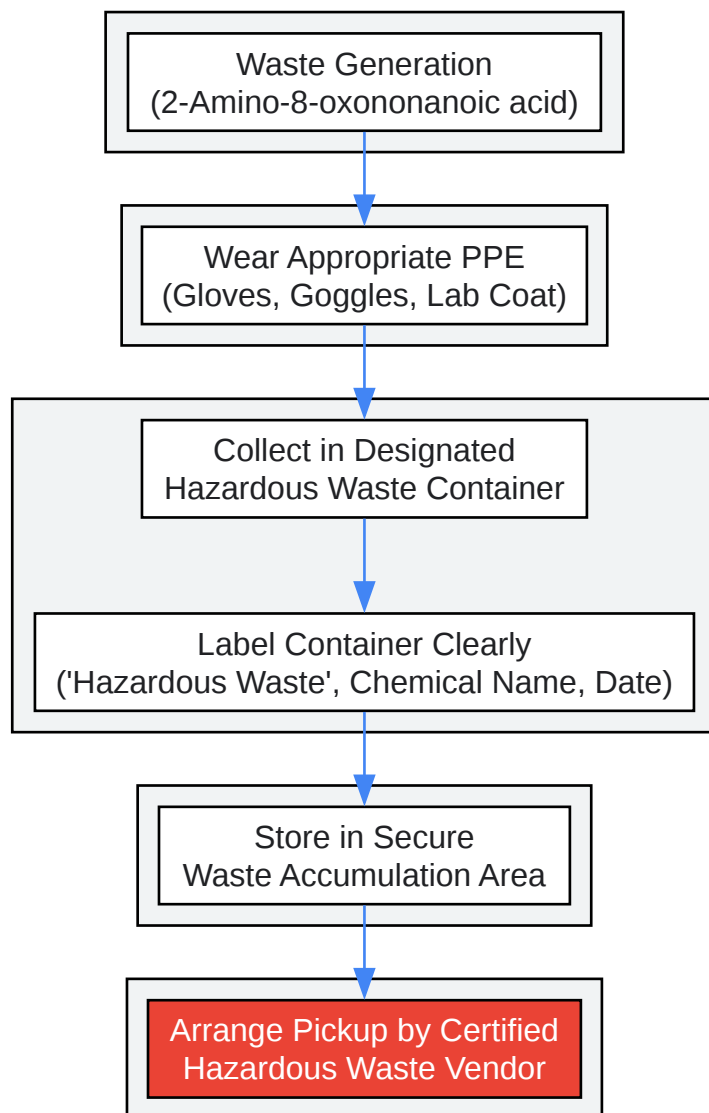 Waste Generation
(2-Amino-8-oxononanoic acid)
Wear Appropriate PPE
(Gloves, Goggles, Lab Coat)
Collect in Designated
Hazardous Waste Container
Label Container Clearly
('Hazardous Waste', Chemical Name, Date)
Store in Secure
Waste Accumulation Area
Arrange Pickup by Certified
Hazardous Waste Vendor